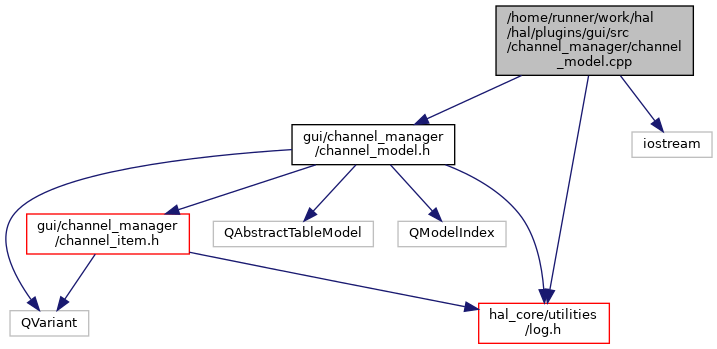 /home/runner/work/hal
/hal/plugins/gui/src
/channel_manager/channel
_model.cpp
gui/channel_manager
/channel_model.h
iostream
gui/channel_manager
/channel_item.h
QAbstractTableModel
QModelIndex
QVariant
hal_core/utilities
/log.h